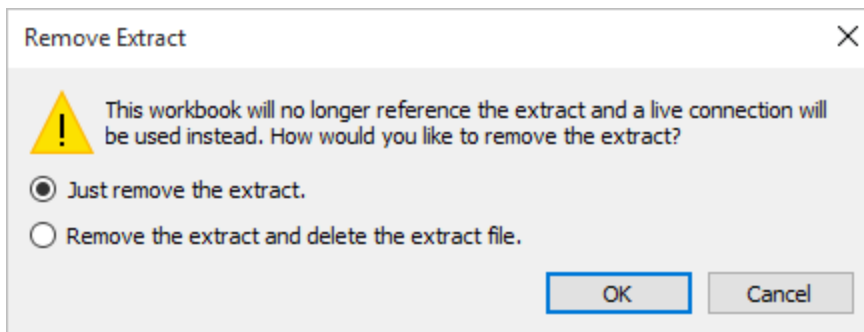 Remove Extract
This workbook will no longer reference the extract and a live connection will
be used instead. How would you like to remove the extract?
Just remove the extract.
Remove the extract and delete the extract file.
OK
Cancel